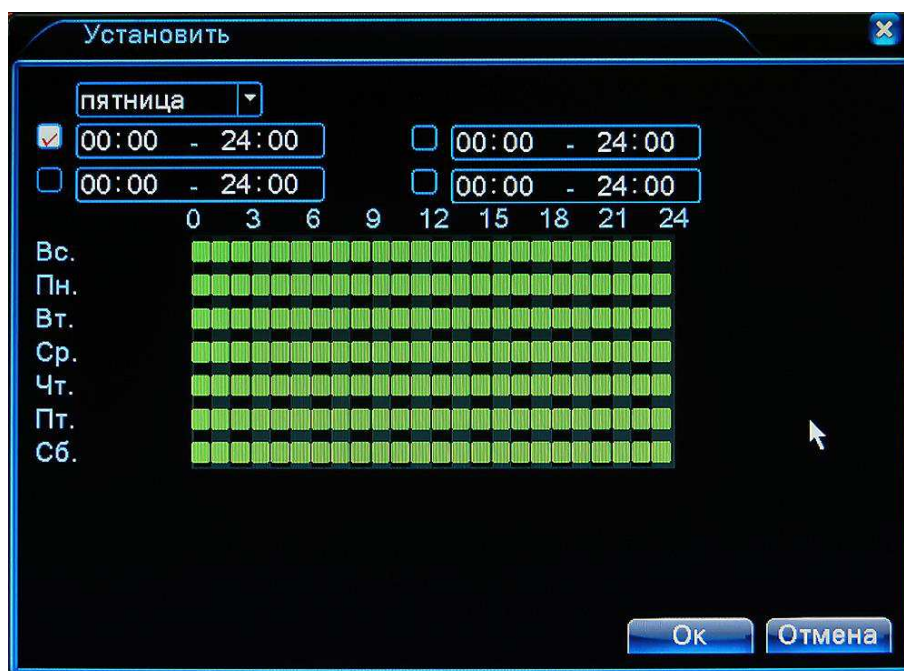 Установить
пятница
00:00 - 24:00 00:00 - 24:00
00:00 - 24:00 00:00 - 24:00
0 3 6 9 12 15 18 21 24
Вс.
Пн.
Вт.
Ср.
Чт.
Пт.
Сб.
Ок Отмена